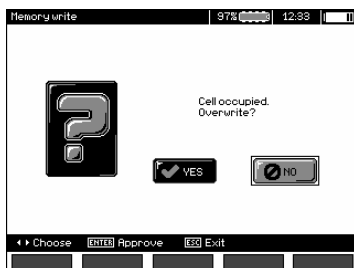 Memory write 97% 12:33
Cell occupied.
Overwrite?
YES NO
Choose ENTER Approve ESC Exit